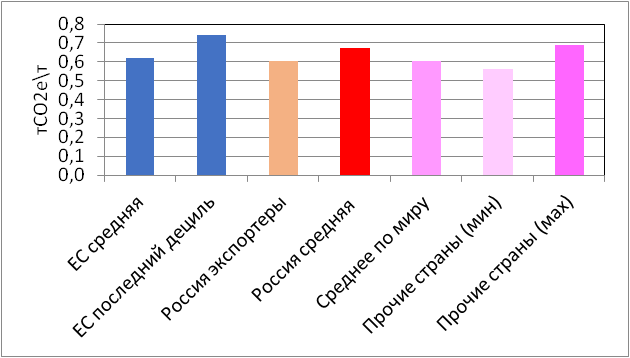 0,8
0,7
0,6
0,5
0,4
0,3
0,2
0,1
0,0
тCO2e\т
ЕС средняя
ЕС последний дециль
Россия экспортеры
Россия средняя
Среднее по миру
Прочие страны (мин)
Прочие страны (мах)